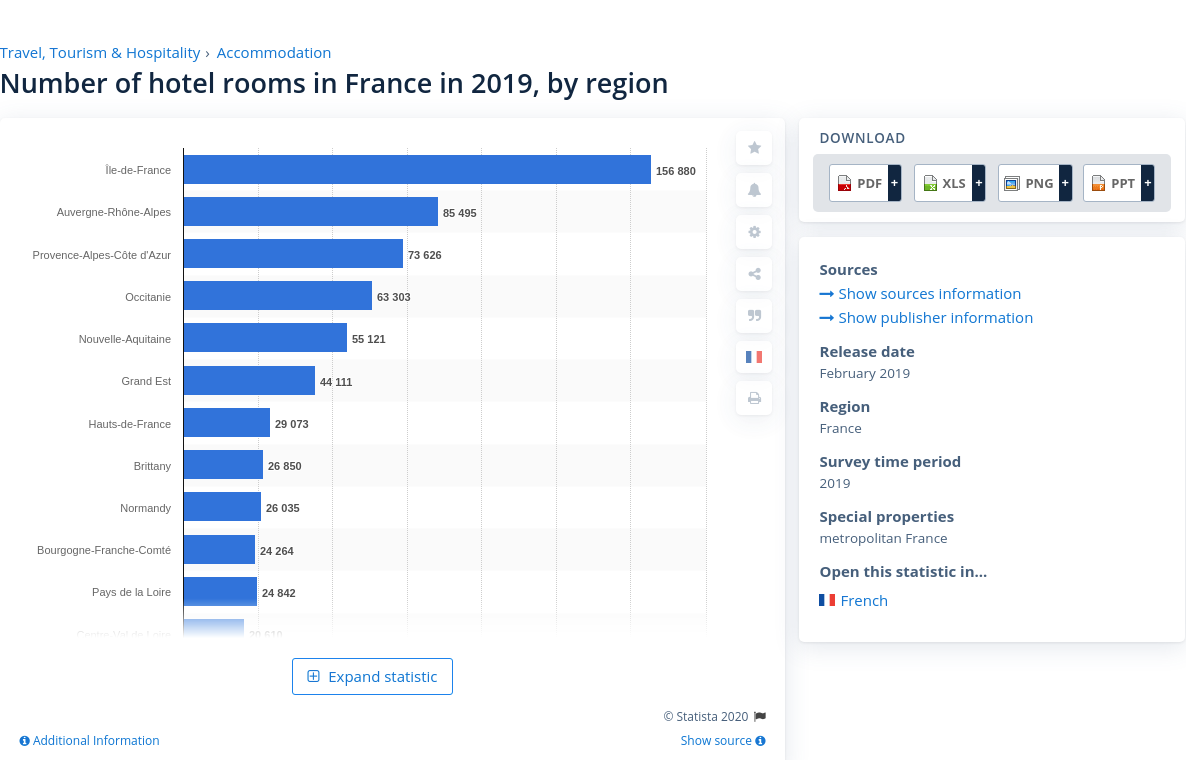 Travel, Tourism & Hospitality › Accommodation
Number of hotel rooms in France in 2019, by region
Île-de-France 156 880
Auvergne-Rhône-Alpes 85 495
Provence-Alpes-Côte d'Azur 73 626
Occitanie 63 303
Nouvelle-Aquitaine 55 121
Grand Est 44 111
Hauts-de-France 29 073
Brittany 26 850
Normandy 26 035
Bourgogne-Franche-Comté 24 264
Pays de la Loire 24 842
Centre-Val de Loire
Expand statistic
© Statista 2020
Additional Information
Show source
DOWNLOAD
PDF + XLS + PNG + PPT +
Sources
Show sources information
Show publisher information
Release date
February 2019
Region
France
Survey time period
2019
Special properties
metropolitan France
Open this statistic in...
French